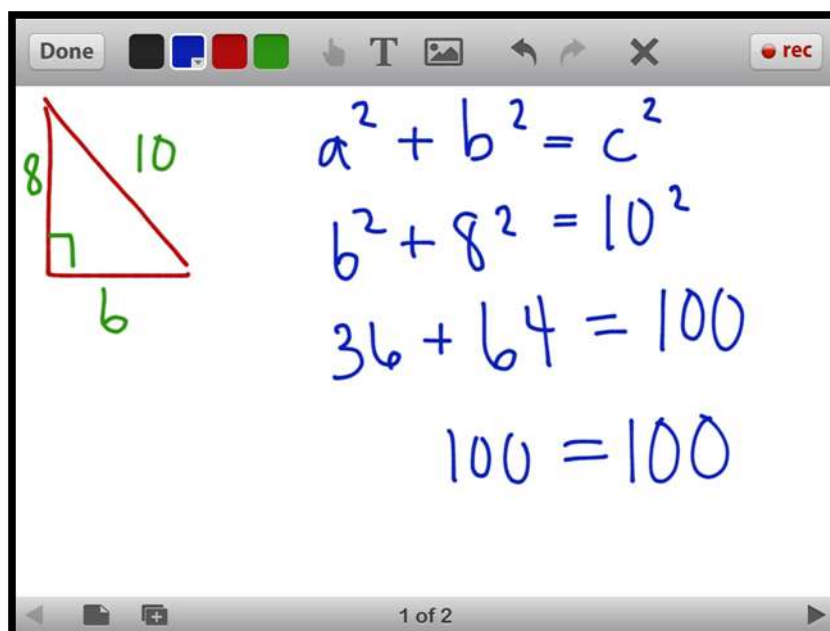 Done T rec
8 10
6
a² + b² = c²
6² + 8² = 10²
36 + 64 = 100
100 = 100
1 of 2